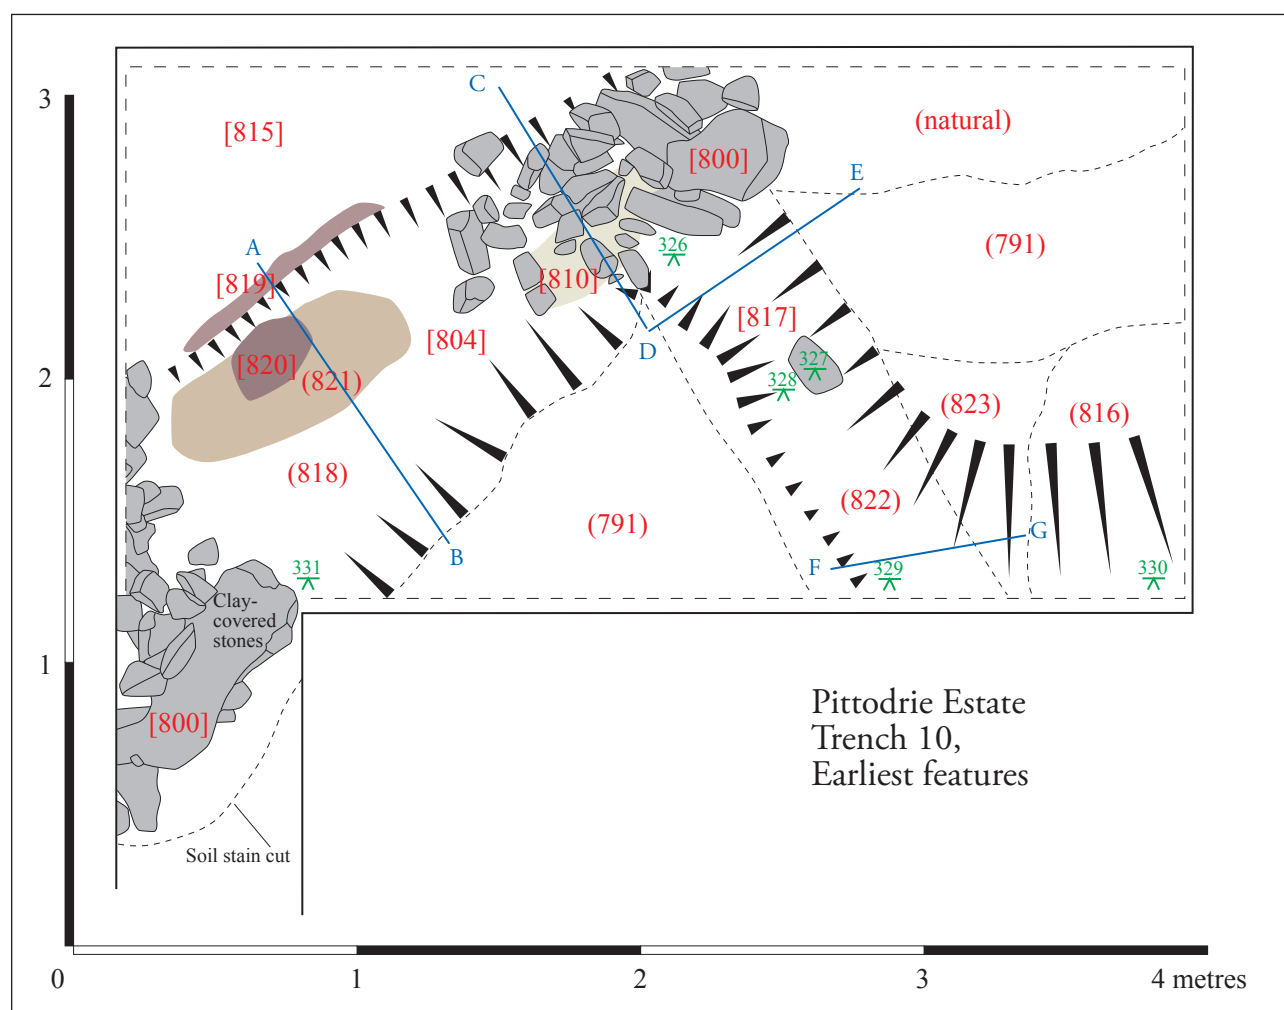 3
C
[815]
[800]
(natural)
E
A
326
(791)
[819]
[810]
[817]
[804]
D
2
[820]
(821)
327
328
(823)
(816)
(818)
(822)
(791)
B
G
F
331
329
330
Clay-
covered
stones
1
[800]
Pittodrie Estate
Trench 10,
Earliest features
Soil stain cut
0
1
2
3
4 metres